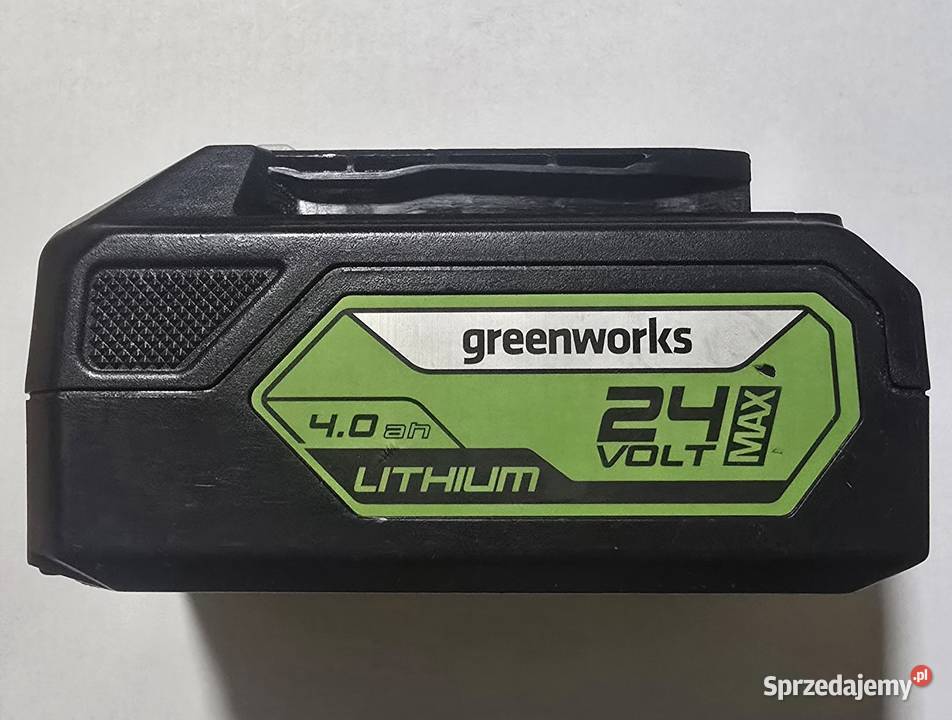 greenworks
4.0 ah
24
VOLT
MAX
LITHIUM
Sprzedajemy.pl